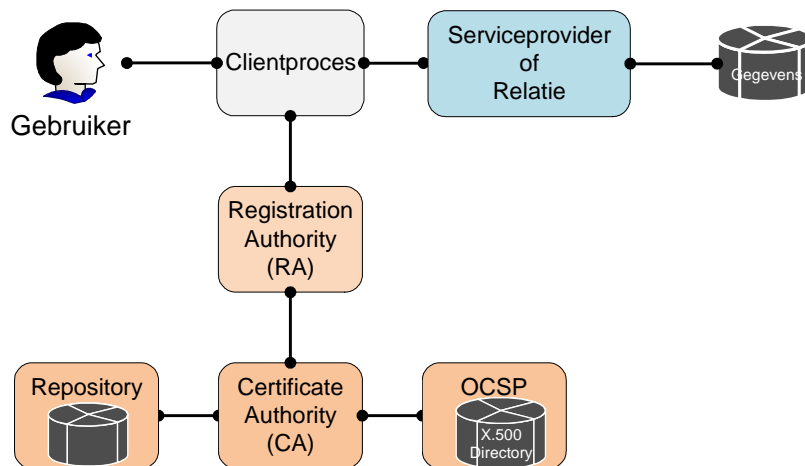 Gebruiker
Clientproces
Serviceprovider
of
Relatie
Gegevens
Registration
Authority
(RA)
Repository
Certificate
Authority
(CA)
OCSP
X.500
Directory